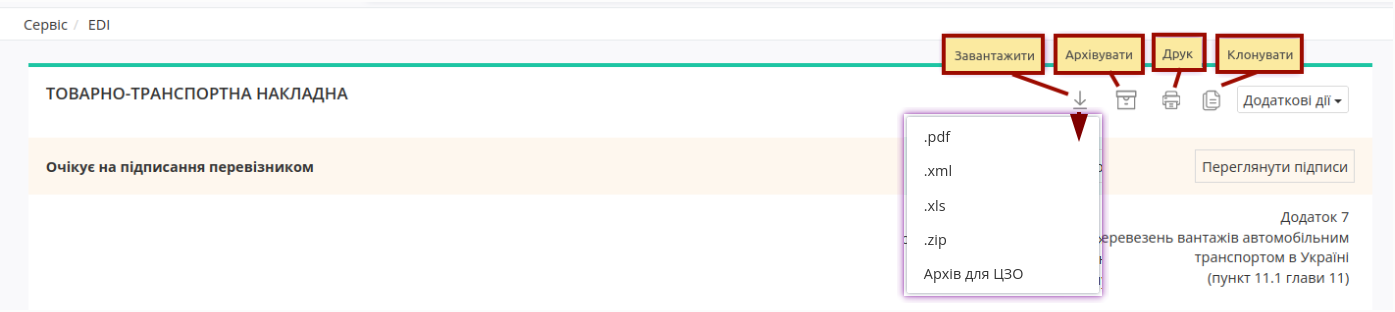 Сервіс / EDI
Завантажити Архівувати Друк Клонувати
ТОВАРНО-ТРАНСПОРТНА НАКЛАДНА
Додаткові дії
.pdf
.xml
.xls
.zip
Архів для ЦЗО
Очікує на підписання перевізником
Переглянути підписи
Додаток 7
еревезень вантажів автомобільним
транспортом в Україні
(пункт 11.1 глави 11)